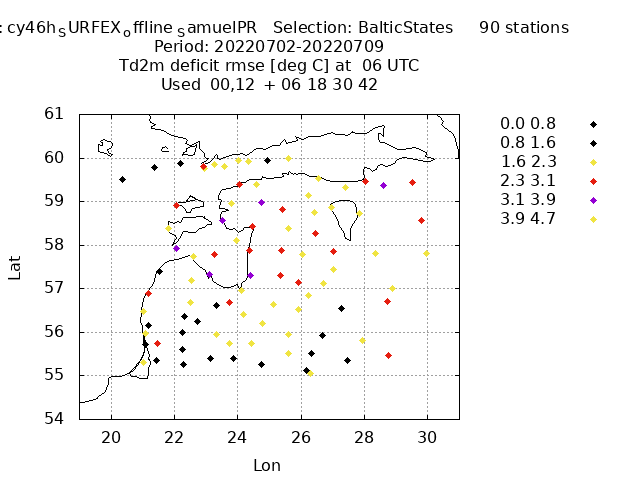 : cy46h_SURFEX_offline_SamuelPR   Selection: BalticStates     90 stations
Period: 20220702-20220709
Td2m deficit rmse [deg C] at  06 UTC
Used  00,12  + 06 18 30 42
61
60
59
58
57
56
55
54
Lat
20 22 24 26 28 30
Lon
0.0 0.8
0.8 1.6
1.6 2.3
2.3 3.1
3.1 3.9
3.9 4.7